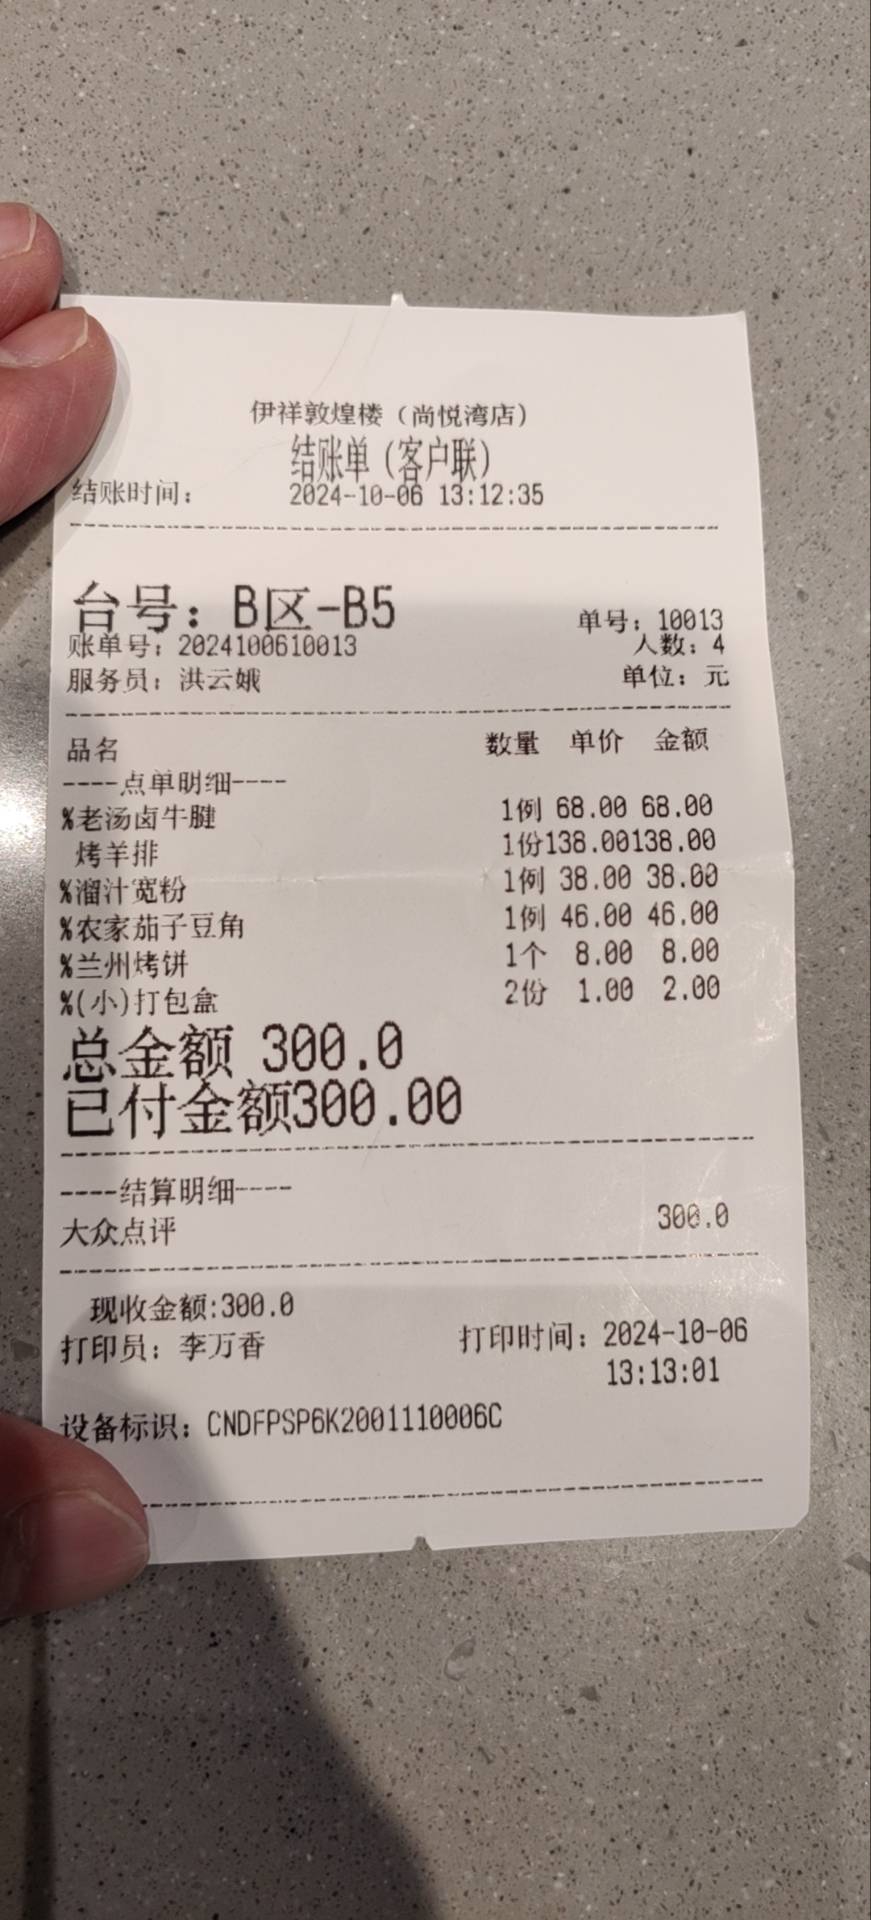 伊祥敦煌楼（尚悦湾店）
结账单（客户联）
结账时间： 2024-10-06 13:12:35
台号：B区-B5 单号：10013
账单号：2024100610013 人数：4
服务员：洪云娥 单位：元
品名 数量 单价 金额
----点单明细----
%老汤卤牛腱 1例 68.00 68.00
烤羊排 1份138.00138.00
%溜汁宽粉 1例 38.00 38.00
%农家茄子豆角 1例 46.00 46.00
%兰州烤饼 1个 8.00 8.00
%(小)打包盒 2份 1.00 2.00
总金额 300.0
已付金额300.00
----结算明细----
大众点评 300.0
现收金额:300.0
打印员：李万香 打印时间：2024-10-06
13:13:01
设备标识：CNDFPSP6K2001110006C